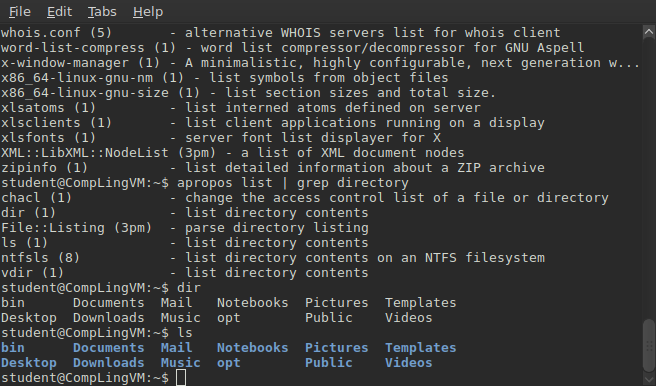 File Edit Tabs Help
whois.conf (5)       - alternative WHOIS servers list for whois client
word-list-compress (1) - word list compressor/decompressor for GNU Aspell
x-window-manager (1) - A minimalistic, highly configurable, next generation w...
x86_64-linux-gnu-nm (1) - list symbols from object files
x86_64-linux-gnu-size (1) - list section sizes and total size.
xlsatoms (1)         - list interned atoms defined on server
xlsclients (1)       - list client applications running on a display
xlsfonts (1)         - server font list displayer for X
XML::LibXML::NodeList (3pm) - a list of XML document nodes
zipinfo (1)          - list detailed information about a ZIP archive
student@CompLingVM:~$ apropos list | grep directory
chacl (1)            - change the access control list of a file or directory
dir (1)              - list directory contents
File::Listing (3pm)  - parse directory listing
ls (1)               - list directory contents
ntfsls (8)           - list directory contents on an NTFS filesystem
vdir (1)             - list directory contents
student@CompLingVM:~$ dir
bin      Documents  Mail   Notebooks  Pictures  Templates
Desktop  Downloads  Music  opt        Public    Videos
student@CompLingVM:~$ ls
bin      Documents  Mail   Notebooks  Pictures  Templates
Desktop  Downloads  Music  opt        Public    Videos
student@CompLingVM:~$